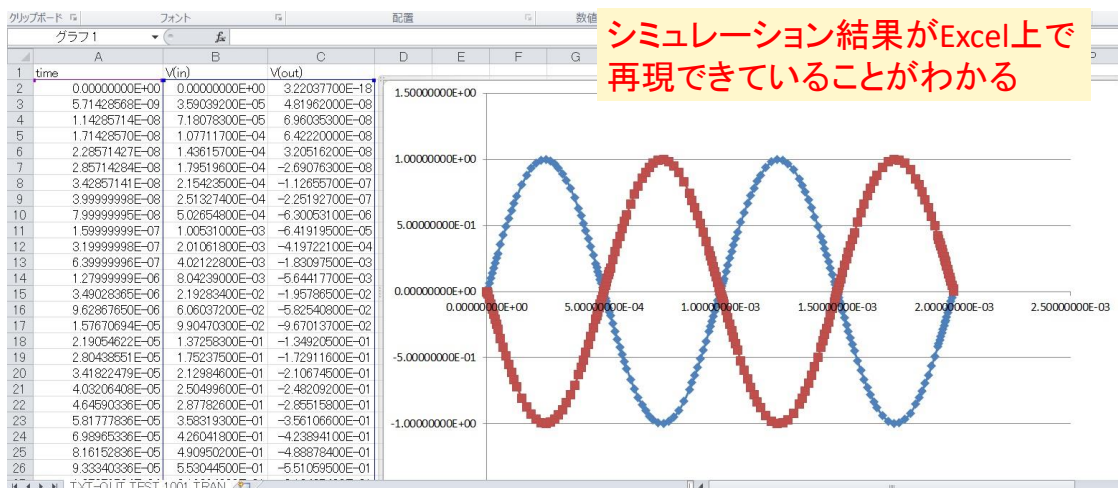 クリップボード フォント 配置 数値
シミュレーション結果がExcel上で
再現できていることがわかる
グラフ1 fx
A B C D E F G P
1 time V(in) V(out)
2 0.00000000E+00 0.00000000E+00 3.22037700E-18
3 5.71428568E-09 3.59039200E-05 4.81962000E-08
4 1.14285714E-08 7.18078300E-05 6.96035300E-08
5 1.71428570E-08 1.07711700E-04 6.42220000E-08
6 2.28571427E-08 1.43615700E-04 3.20516200E-08
7 2.85714284E-08 1.79519600E-04 -2.69076300E-08
8 3.42857141E-08 2.15423500E-04 -1.12655700E-07
9 3.99999998E-08 2.51327400E-04 -2.25192700E-07
10 7.99999995E-08 5.02654800E-04 -6.30053100E-06
11 1.59999999E-07 1.00531000E-03 -6.41919500E-05
12 3.19999998E-07 2.01061800E-03 -4.19722100E-04
13 6.39999996E-07 4.02122800E-03 -1.83097500E-03
14 1.27999999E-06 8.04239000E-03 -5.64417700E-03
15 3.49028365E-06 2.19283400E-02 -1.95786500E-02
16 9.62867650E-06 6.06037200E-02 -5.82540800E-02
17 1.57670694E-05 9.90470300E-02 -9.67013700E-02
18 2.19054622E-05 1.37258300E-01 -1.34920500E-01
19 2.80438551E-05 1.75237500E-01 -1.72911600E-01
20 3.41822479E-05 2.12984600E-01 -2.10674500E-01
21 4.03206408E-05 2.50499600E-01 -2.48209200E-01
22 4.64590336E-05 2.87782600E-01 -2.85515800E-01
23 5.81777836E-05 3.58319300E-01 -3.56106600E-01
24 6.98965336E-05 4.26041800E-01 -4.23894100E-01
25 8.16152836E-05 4.90950200E-01 -4.88878400E-01
26 9.33340336E-05 5.53044500E-01 -5.51059500E-01
1.50000000E+00
1.00000000E+00
5.00000000E-01
0.00000000E+00
-5.00000000E-01
-1.00000000E+00
0.00000000E+00 5.00000000E-04 1.00000000E-03 1.50000000E-03 2.00000000E-03 2.50000000E-03
TXT-OUT TEST 1001 TRAN